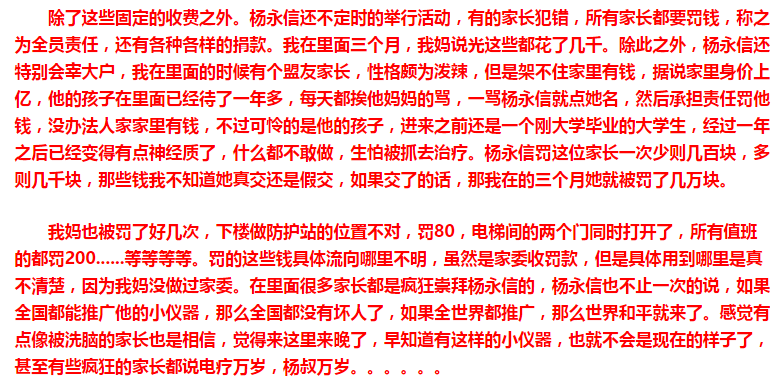 除了这些固定的收费之外。杨永信还不定时的举行活动，有的家长犯错，所有家长都要罚钱，称之
为全员责任，还有各种各样的捐款。我在里面三个月，我妈说光这些都花了几千。除此之外，杨永信还
特别会宰大户，我在里面的时候有个盟友家长，性格颇为泼辣，但是架不住家里有钱，据说家里身价上
亿，他的孩子在里面已经待了一年多，每天都挨他妈妈的骂，一骂杨永信就点她名，然后承担责任罚他
钱，没办法人家家里有钱，不过可怜的是他的孩子，进来之前还是一个刚大学毕业的大学生，经过一年
之后已经变得有点神经质了，什么都不敢做，生怕被抓去治疗。杨永信罚这位家长一次少则几百块，多
则几千块，那些钱我不知道她真交还是假交，如果交了的话，那我在的三个月她就被罚了几万块。
我妈也被罚了好几次，下楼做防护站的位置不对，罚80，电梯间的两个门同时打开了，所有值班
的都罚200......等等等等。罚的这些钱具体流向哪里不明，虽然是家委收罚款，但是具体用到哪里是真
不清楚，因为我妈没做过家委。在里面很多家长都是疯狂崇拜杨永信的，杨永信也不止一次的说，如果
全国都能推广他的小仪器，那么全国都没有坏人了，如果全世界都推广，那么世界和平就来了。感觉有
点像被洗脑的家长也是相信，觉得来这里来晚了，早知道有这样的小仪器，也就不会是现在的样子了，
甚至有些疯狂的家长都说电疗万岁，杨叔万岁。。。。。。